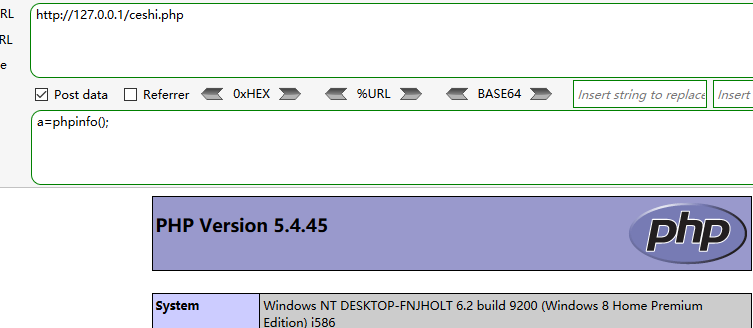 RL
http://127.0.0.1/ceshi.php
RL
e
Post data
Referrer
0xHEX
%URL
BASE64
Insert string to replace
Insert
a=phpinfo();
PHP Version 5.4.45
php
System
Windows NT DESKTOP-FNJHOLT 6.2 build 9200 (Windows 8 Home Premium
Edition) i586